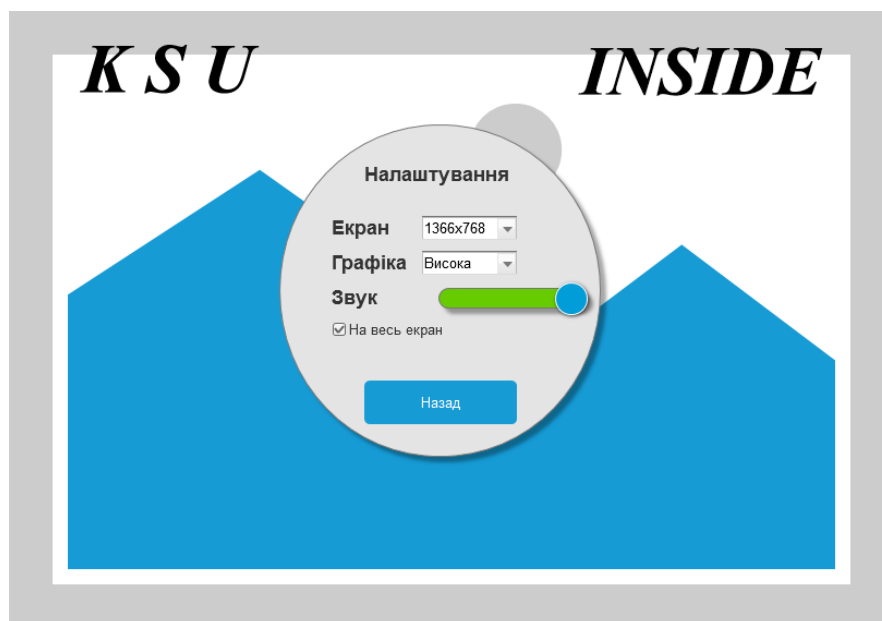 K S U INSIDE
Налаштування
Екран 1366x768
Графіка Висока
Звук
На весь екран
Назад